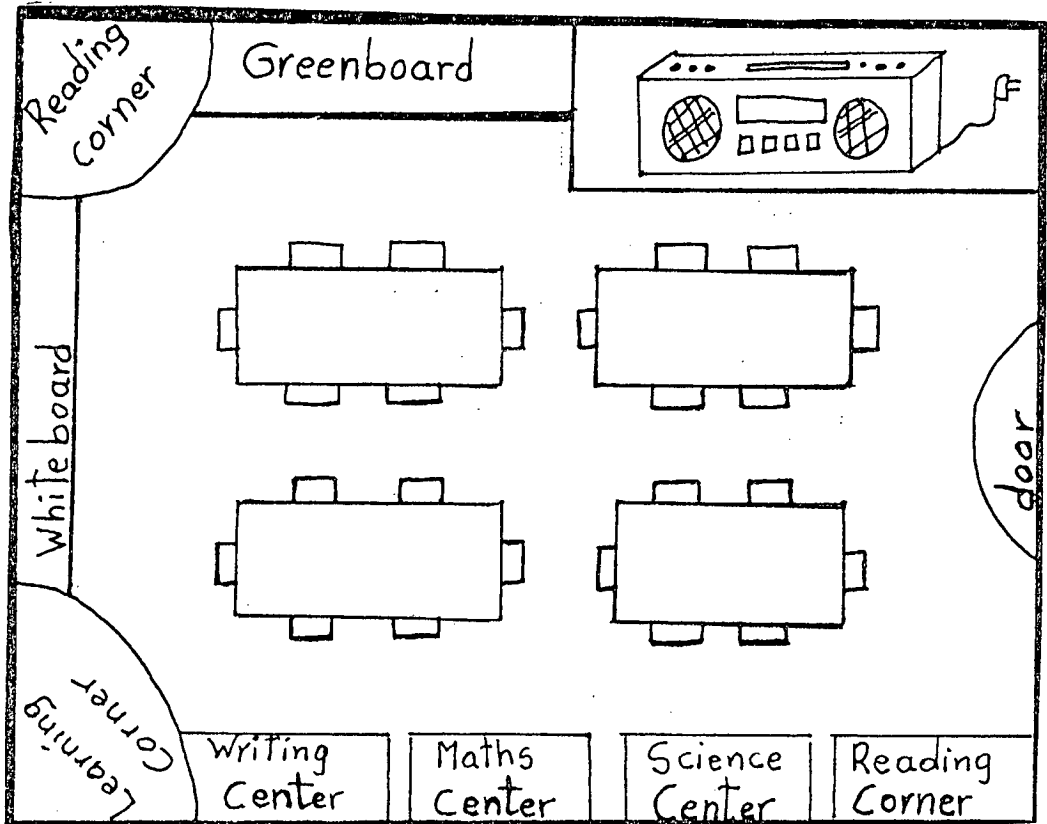 Reading
corner
Greenboard
Whiteboard
door
Learning
Corner
Writing
Center
Maths
Center
Science
Center
Reading
Corner